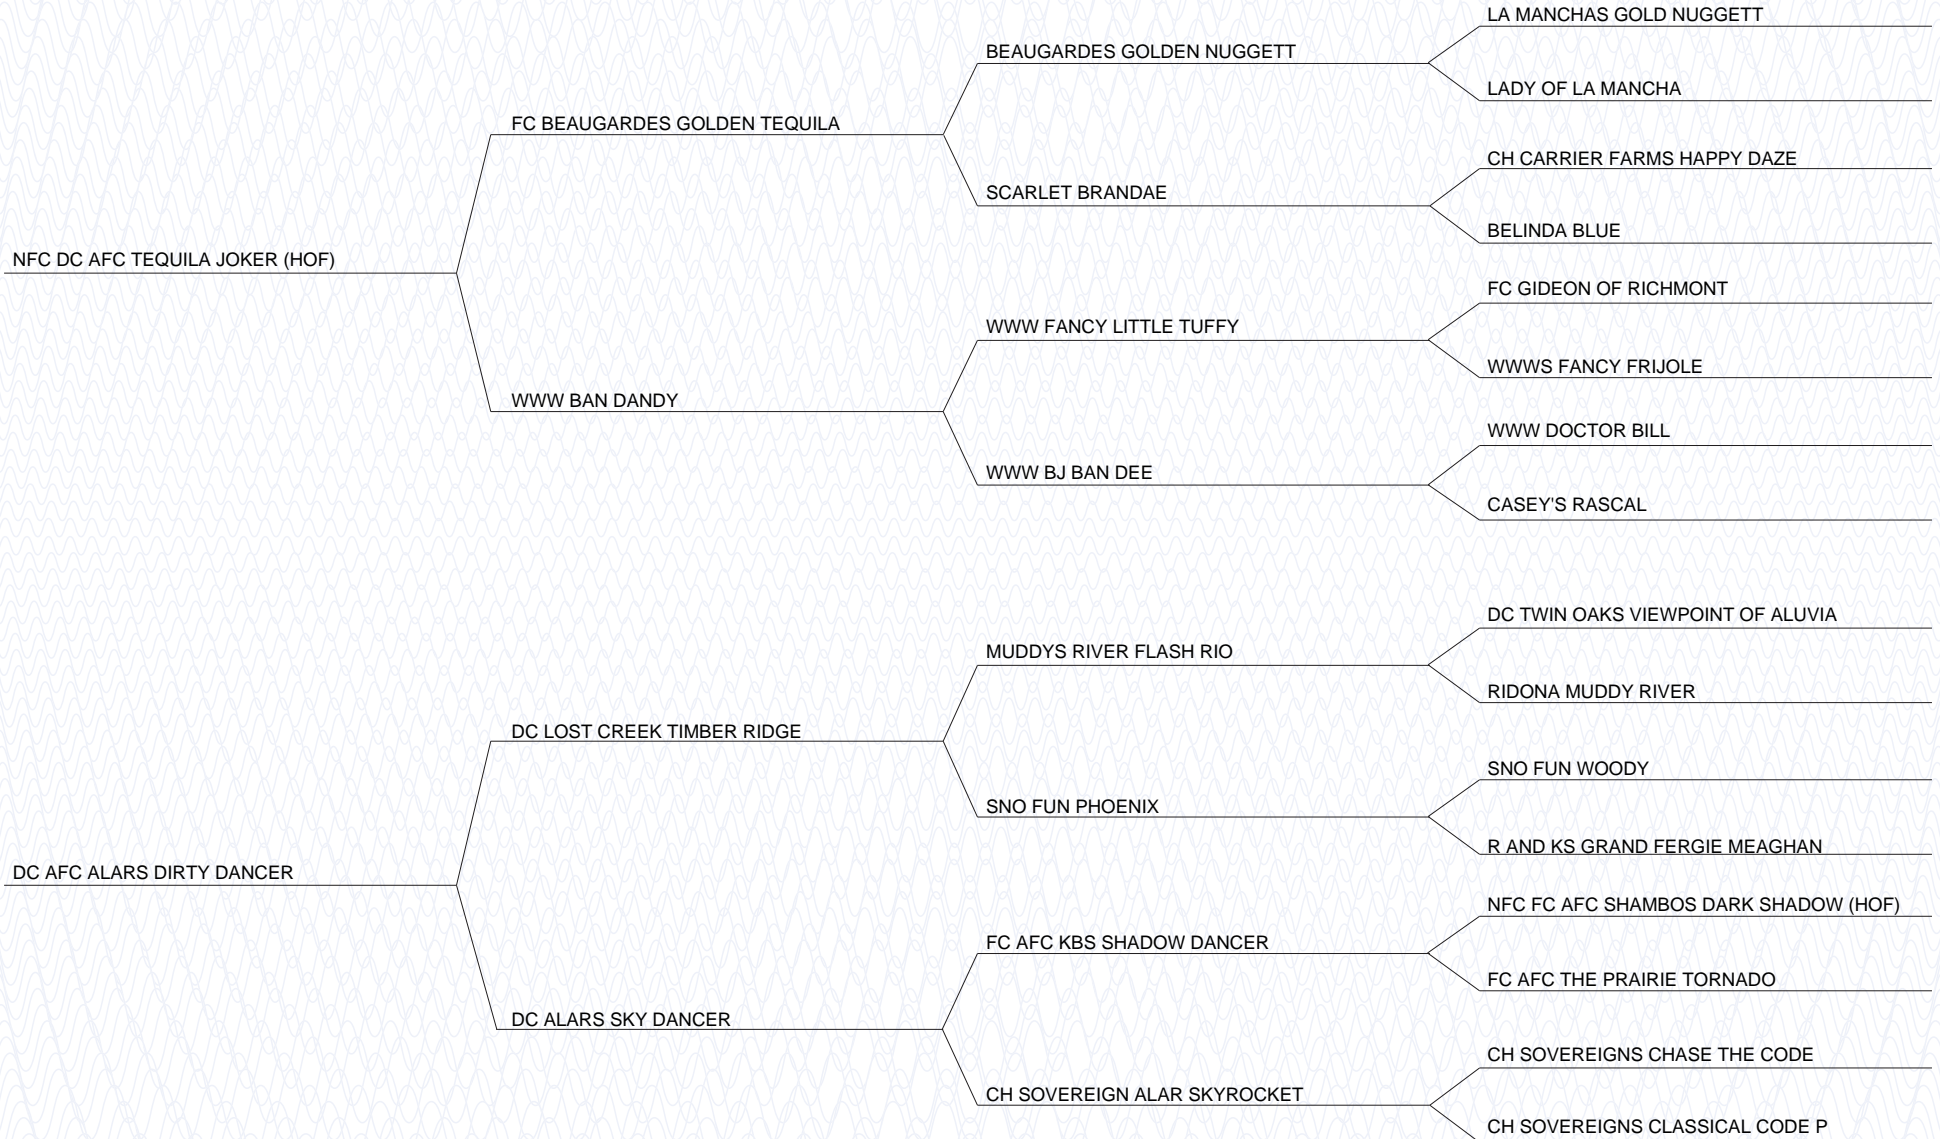 LA MANCHAS GOLD NUGGETT
BEAUGARDES GOLDEN NUGGETT
LADY OF LA MANCHA
FC BEAUGARDES GOLDEN TEQUILA
CH CARRIER FARMS HAPPY DAZE
SCARLET BRANDAE
BELINDA BLUE
NFC DC AFC TEQUILA JOKER (HOF)
FC GIDEON OF RICHMONT
WWW FANCY LITTLE TUFFY
WWWS FANCY FRIJOLE
WWW BAN DANDY
WWW DOCTOR BILL
WWW BJ BAN DEE
CASEY'S RASCAL
DC TWIN OAKS VIEWPOINT OF ALUVIA
MUDDYS RIVER FLASH RIO
RIDONA MUDDY RIVER
DC LOST CREEK TIMBER RIDGE
SNO FUN WOODY
SNO FUN PHOENIX
R AND KS GRAND FERGIE MEAGHAN
DC AFC ALARS DIRTY DANCER
NFC FC AFC SHAMBOS DARK SHADOW (HOF)
FC AFC KBS SHADOW DANCER
FC AFC THE PRAIRIE TORNADO
DC ALARS SKY DANCER
CH SOVEREIGNS CHASE THE CODE
CH SOVEREIGN ALAR SKYROCKET
CH SOVEREIGNS CLASSICAL CODE P